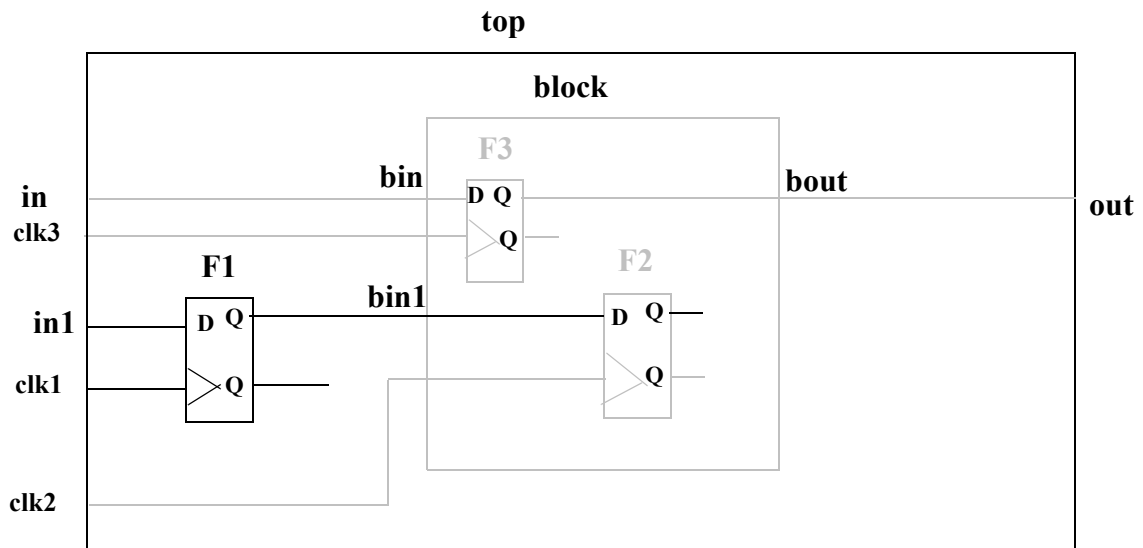 top
block
F3
bin
D Q
bout
in
out
clk3
Q
F1
F2
bin1
in1
D Q
D Q
clk1
Q
Q
clk2